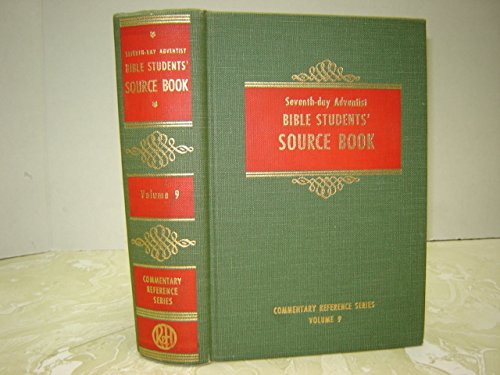 SEVENTH-DAY ADVENTIST
BIBLE STUDENTS'
SOURCE BOOK
Volume 9
COMMENTARY
REFERENCE
SERIES
R&H
Seventh-day Adventist
BIBLE STUDENTS'
SOURCE BOOK
COMMENTARY REFERENCE SERIES
VOLUME 9